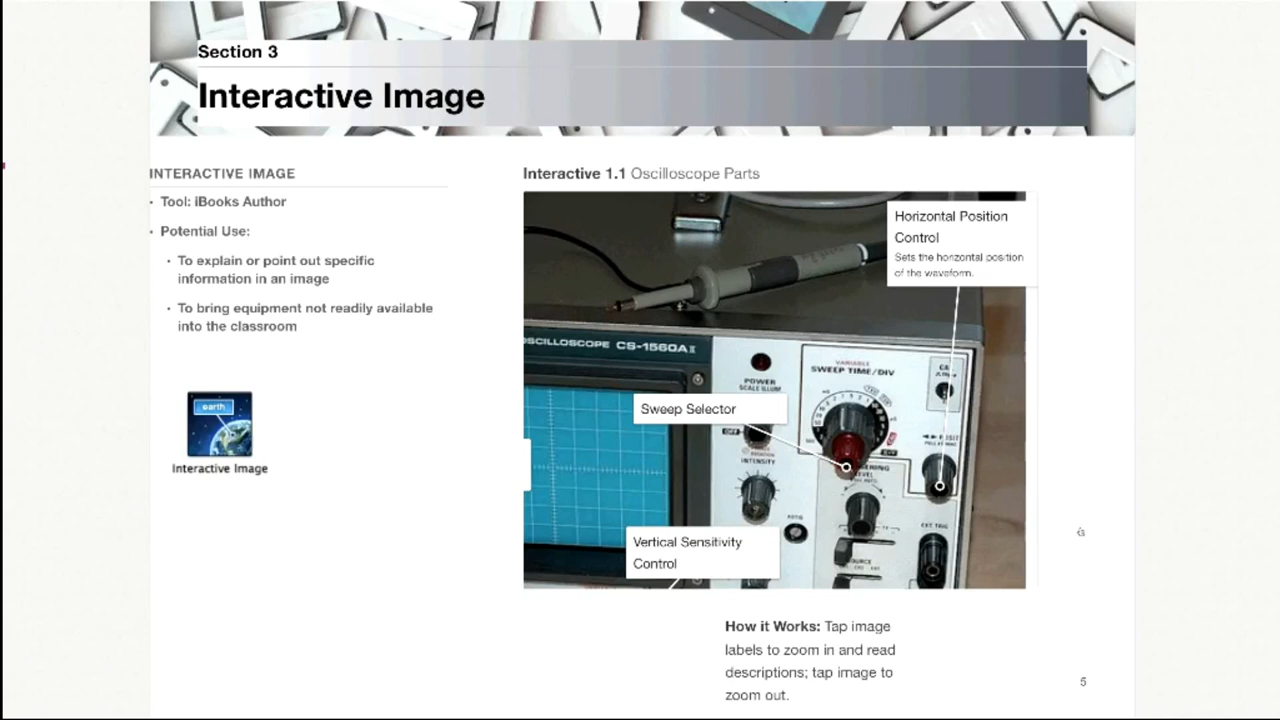 Section 3
Interactive Image
INTERACTIVE IMAGE
• Tool: iBooks Author
• Potential Use:
• To explain or point out specific
information in an image
• To bring equipment not readily available
into the classroom
earth
Interactive Image
Interactive 1.1 Oscilloscope Parts
Horizontal Position
Control
Sets the horizontal position
of the waveform.
OSCILLOSCOPE CS-1560A II
VARIABLE
SWEEP TIME/DIV
POWER
SCALE ILLUM
Sweep Selector
OFF
INTENSITY
LEVEL
EXT TRIG
Vertical Sensitivity
Control
How it Works: Tap image
labels to zoom in and read
descriptions; tap image to
zoom out.
5